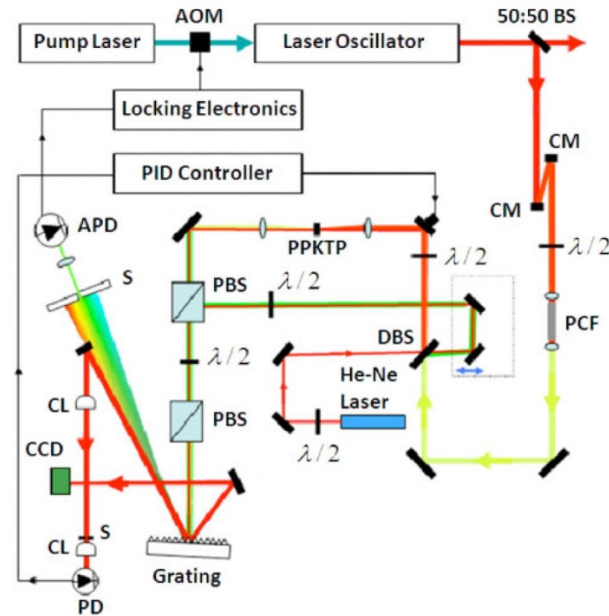 AOM
50:50 BS
Pump Laser
Laser Oscillator
Locking Electronics
CM
PID Controller
CM
APD
PPKTP
λ/2
λ/2
S
PBS
λ/2
PCF
DBS
λ/2
He-Ne
Laser
CL
PBS
CCD
λ/2
S
CL
Grating
PD